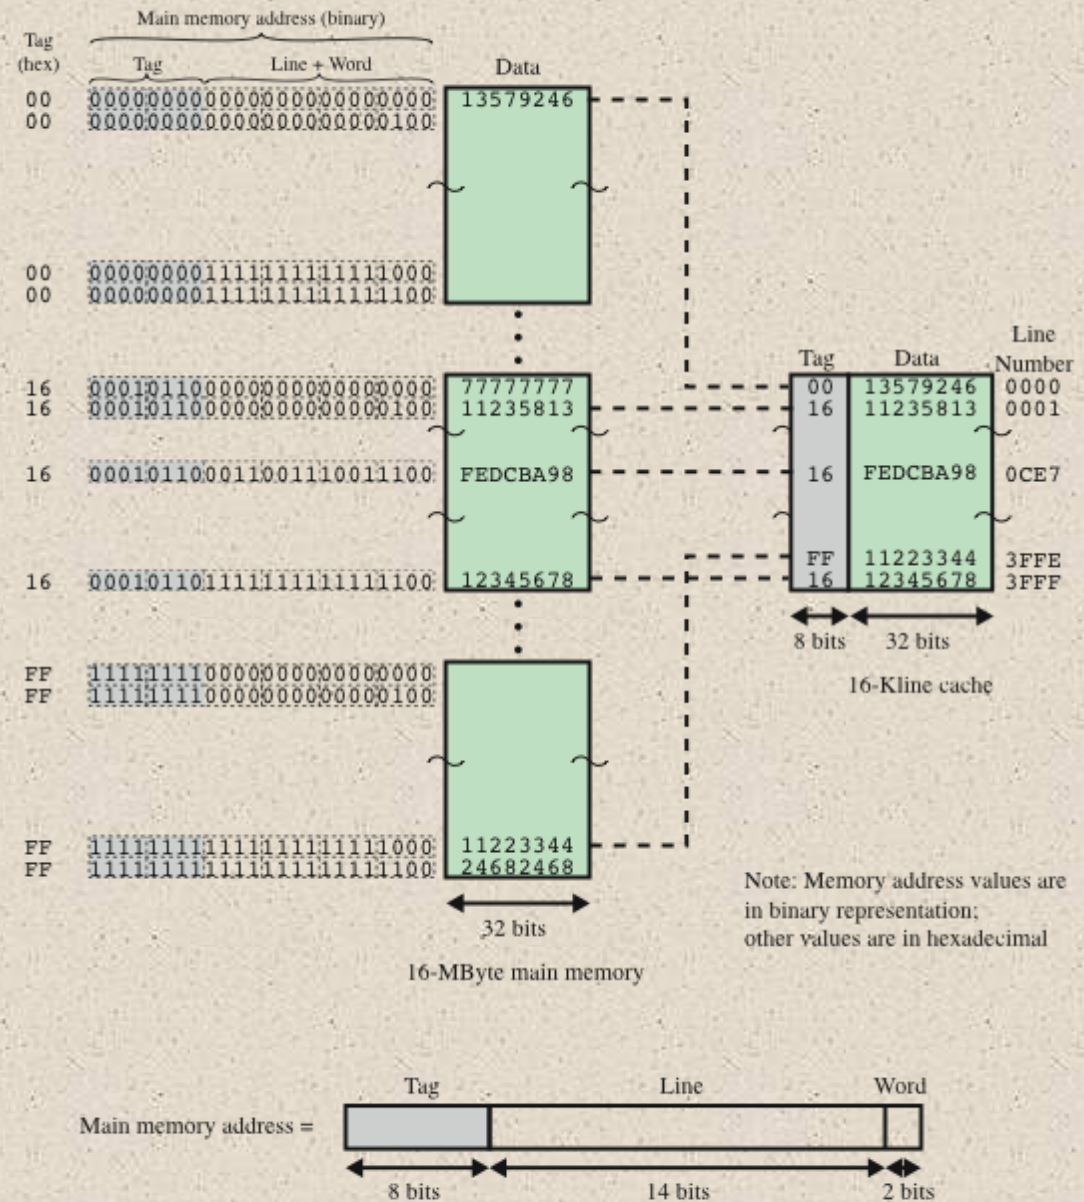 Main memory address (binary)
Tag
(hex)
Tag Line + Word Data
00 000000000000000000000000 13579246
00 000000000000000000000100
00 000000001111111111111000
00 000000001111111111111100
Line
Number
Tag Data
16 000101100000000000000000 77777777 00 13579246 0000
16 000101100000000000000100 11235813 16 11235813 0001
16 000101100011001110011100 FEDCBA98 16 FEDCBA98 0CE7
FF 11223344 3FFE
16 000101101111111111111100 12345678 16 12345678 3FFF
8 bits 32 bits
16-Kline cache
FF 111111110000000000000000
FF 111111110000000000000100
FF 111111111111111111111000 11223344
FF 111111111111111111111100 24682468
32 bits
16-MByte main memory
Note: Memory address values are
in binary representation;
other values are in hexadecimal
Tag Line Word
Main memory address =
8 bits 14 bits 2 bits